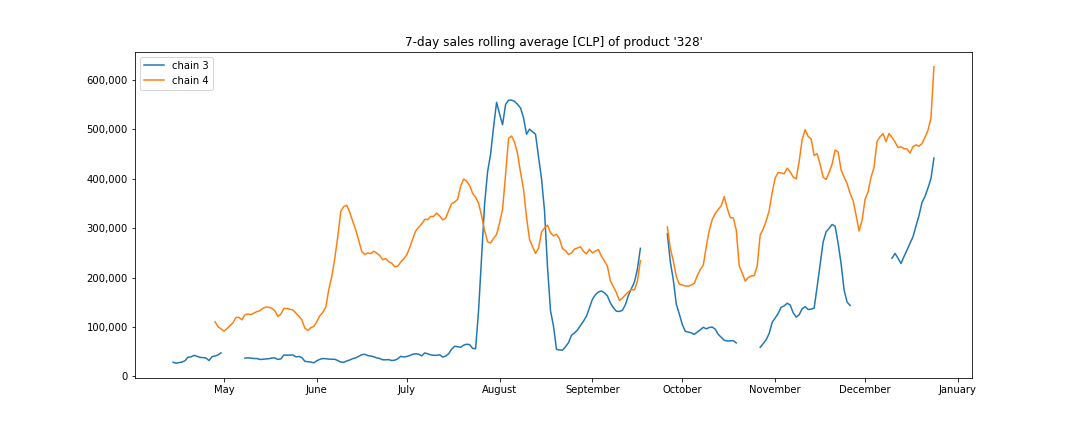 7-day sales rolling average [CLP] of product '328'
chain 3
chain 4
600,000
500,000
400,000
300,000
200,000
100,000
0
May June July August September October November December January